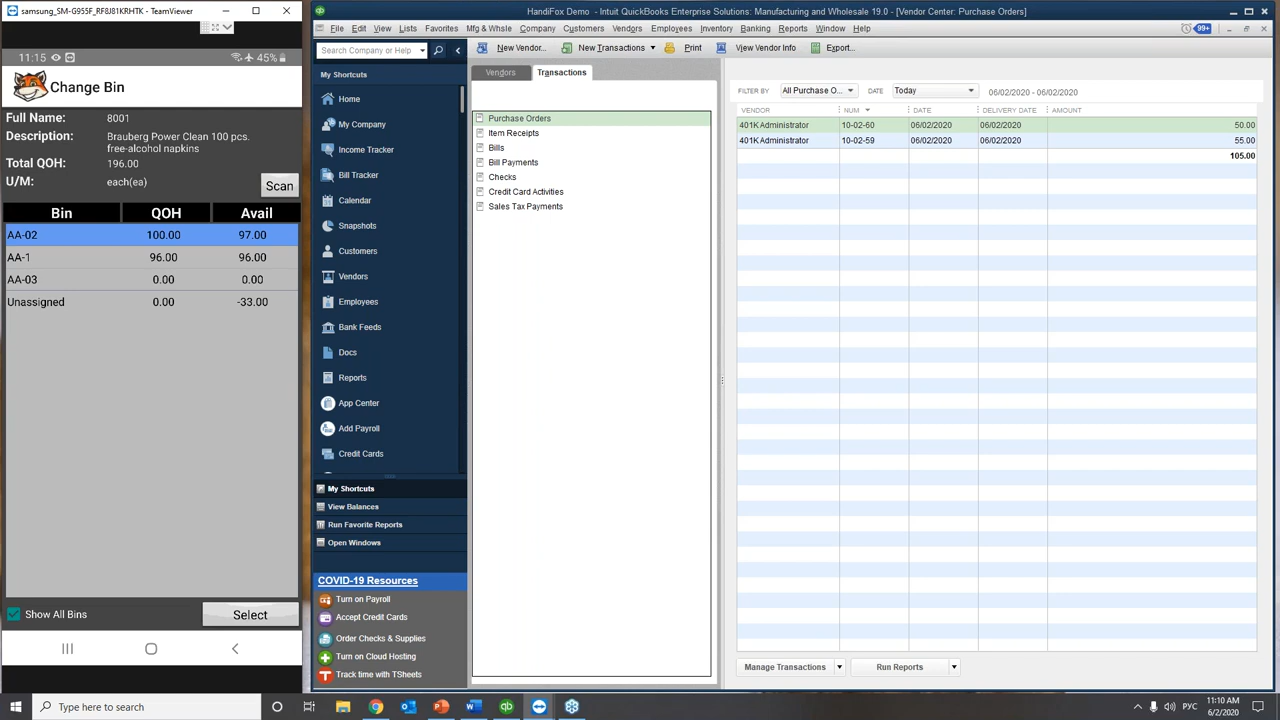 samsung_SM-G955F_RF8J81KRHTK - TeamViewer
11:15
45%
Change Bin
Full Name: 8001
Description: Brauberg Power Clean 100 pcs.
free-alcohol napkins
Total QOH: 196.00
U/M: each(ea)
Scan
Bin QOH Avail
AA-02 100.00 97.00
AA-1 96.00 96.00
AA-03 0.00 0.00
Unassigned 0.00 -33.00
Show All Bins Select
HandiFox Demo - Intuit QuickBooks Enterprise Solutions - Manufacturing and Wholesale 19.0 - [Vendor Center: Purchase Orders]
File Edit View Lists Favorites Mfg & Whsle Company Customers Vendors Employees Inventory Banking Reports Window Help 99+
Search Company or Help
New Vendor... New Transactions Print View Vendor Info Export...
My Shortcuts
Home
My Company
Income Tracker
Bill Tracker
Calendar
Snapshots
Customers
Vendors
Employees
Bank Feeds
Docs
Reports
App Center
Add Payroll
Credit Cards
My Shortcuts
View Balances
Run Favorite Reports
Open Windows
COVID-19 Resources
Turn on Payroll
Accept Credit Cards
Order Checks & Supplies
Turn on Cloud Hosting
Track time with TSheets
Vendors Transactions
Purchase Orders
Item Receipts
Bills
Bill Payments
Checks
Credit Card Activities
Sales Tax Payments
FILTER BY All Purchase O... DATE Today 06/02/2020 - 06/02/2020
VENDOR NUM DATE DELIVERY DATE AMOUNT
401K Administrator 10-02-60 06/02/2020 06/02/2020 50.00
401K Administrator 10-02-59 06/02/2020 06/02/2020 55.00
105.00
Manage Transactions Run Reports
Type here to search
РУС
11:10 AM
6/2/2020